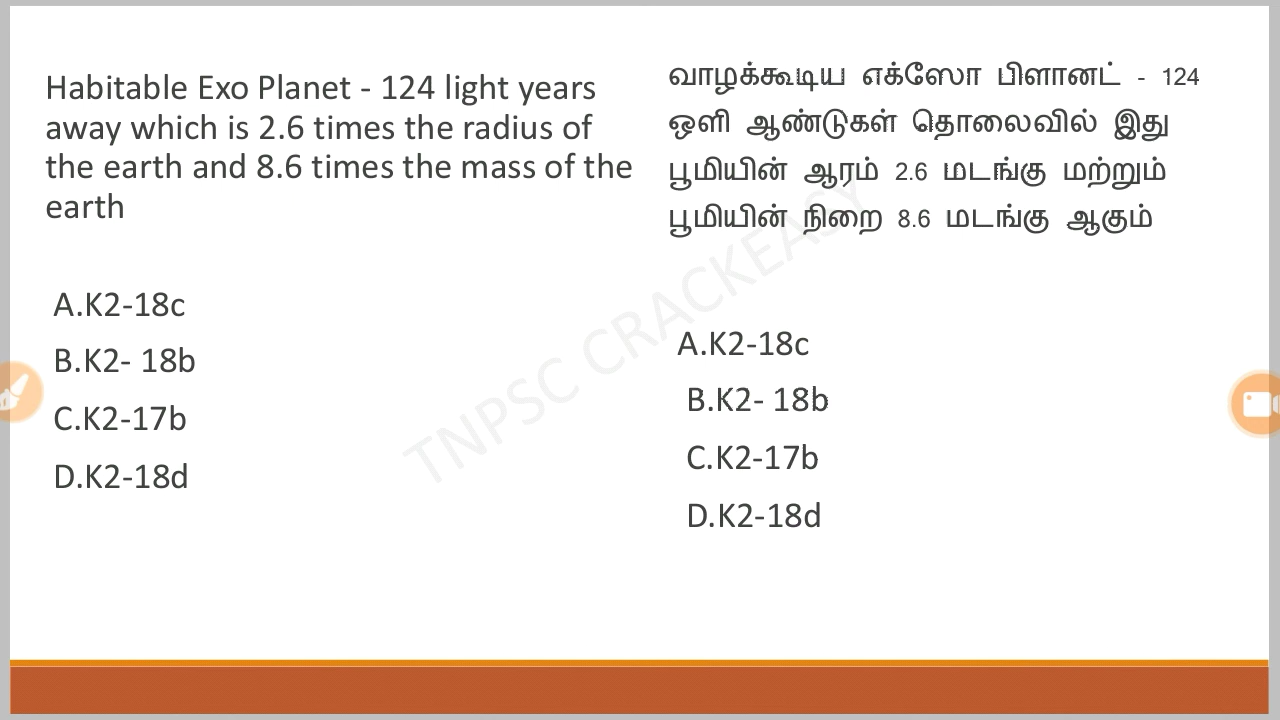 Habitable Exo Planet - 124 light years
away which is 2.6 times the radius of
the earth and 8.6 times the mass of the
earth
A.K2-18c
B.K2- 18b
C.K2-17b
D.K2-18d
வாழக்கூடிய எக்ஸோ பிளானட் - 124
ஒளி ஆண்டுகள் தொலைவில் இது
பூமியின் ஆரம் 2.6 மடங்கு மற்றும்
பூமியின் நிறை 8.6 மடங்கு ஆகும்
A.K2-18c
B.K2- 18b
C.K2-17b
D.K2-18d
TNPSC CRACKEASY